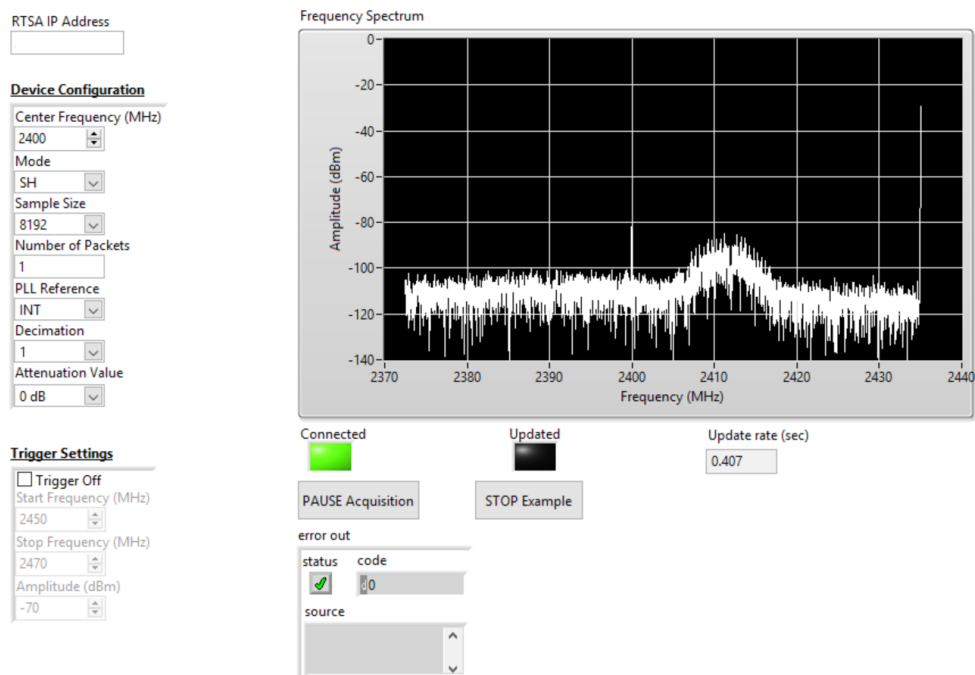 RTSA IP Address
Device Configuration
Center Frequency (MHz)
2400
Mode
SH
Sample Size
8192
Number of Packets
1
PLL Reference
INT
Decimation
1
Attenuation Value
0 dB
Trigger Settings
Trigger Off
Start Frequency (MHz)
2450
Stop Frequency (MHz)
2470
Amplitude (dBm)
-70
Frequency Spectrum
Amplitude (dBm)
0
-20
-40
-60
-80
-100
-120
-140
2370 2380 2390 2400 2410 2420 2430 2440
Frequency (MHz)
Connected Updated Update rate (sec)
0.407
PAUSE Acquisition STOP Example
error out
status code
d 0
source